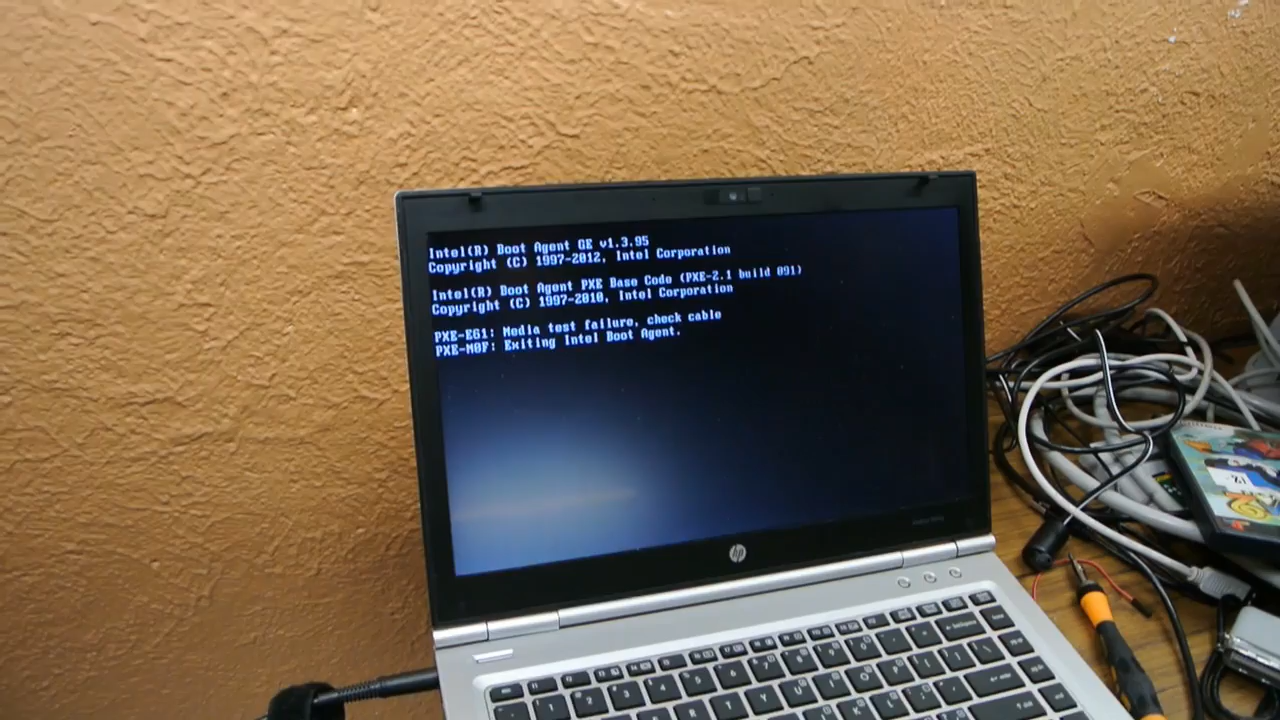 Intel(R) Boot Agent GE v1.3.95
Copyright (C) 1997-2012, Intel Corporation
Intel(R) Boot Agent PXE Base Code (PXE-2.1 build 091)
Copyright (C) 1997-2010, Intel Corporation
PXE-E61: Media test failure, check cable
PXE-M0F: Exiting Intel Boot Agent.
hp